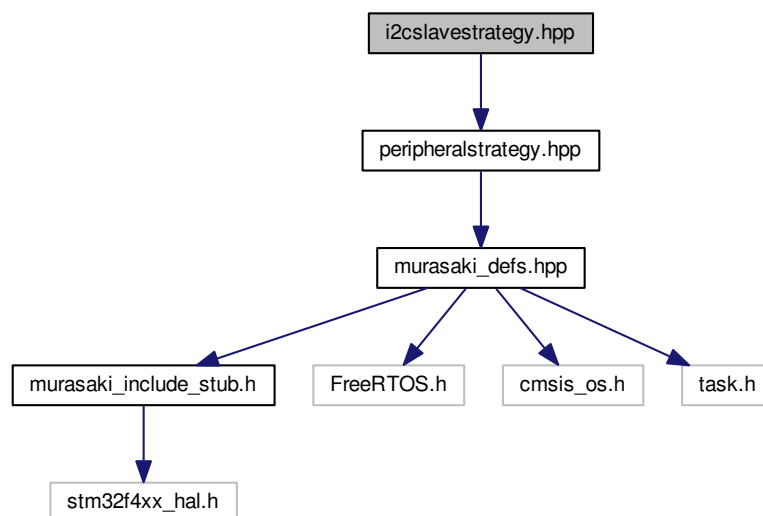 i2cslavestrategy.hpp
peripheralstrategy.hpp
murasaki_defs.hpp
murasaki_include_stub.h
FreeRTOS.h
cmsis_os.h
task.h
stm32f4xx_hal.h